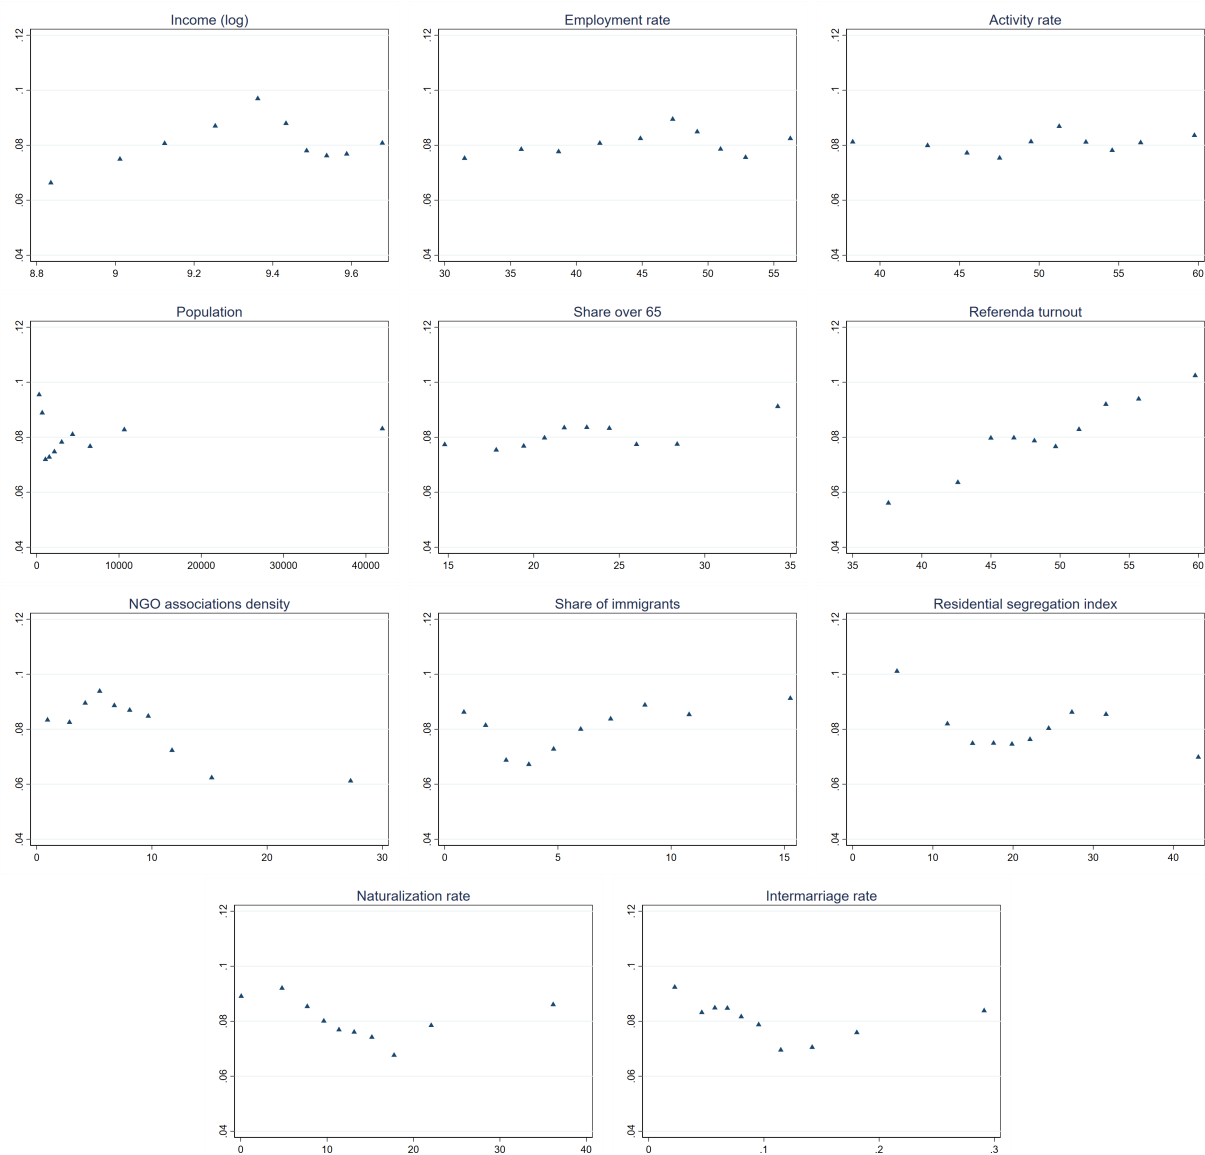 Income (log)
Employment rate
Activity rate
.12
.1
.08
.06
.04
8.8 9 9.2 9.4 9.6
.12
.1
.08
.06
.04
30 35 40 45 50 55
.12
.1
.08
.06
.04
40 45 50 55 60
Population
Share over 65
Referenda turnout
.12
.1
.08
.06
.04
0 10000 20000 30000 40000
.12
.1
.08
.06
.04
15 20 25 30 35
.12
.1
.08
.06
.04
35 40 45 50 55 60
NGO associations density
Share of immigrants
Residential segregation index
.12
.1
.08
.06
.04
0 10 20 30
.12
.1
.08
.06
.04
0 5 10 15
.12
.1
.08
.06
.04
0 10 20 30 40
Naturalization rate
Intermarriage rate
.12
.1
.08
.06
.04
0 10 20 30 40
.12
.1
.08
.06
.04
0 .1 .2 .3